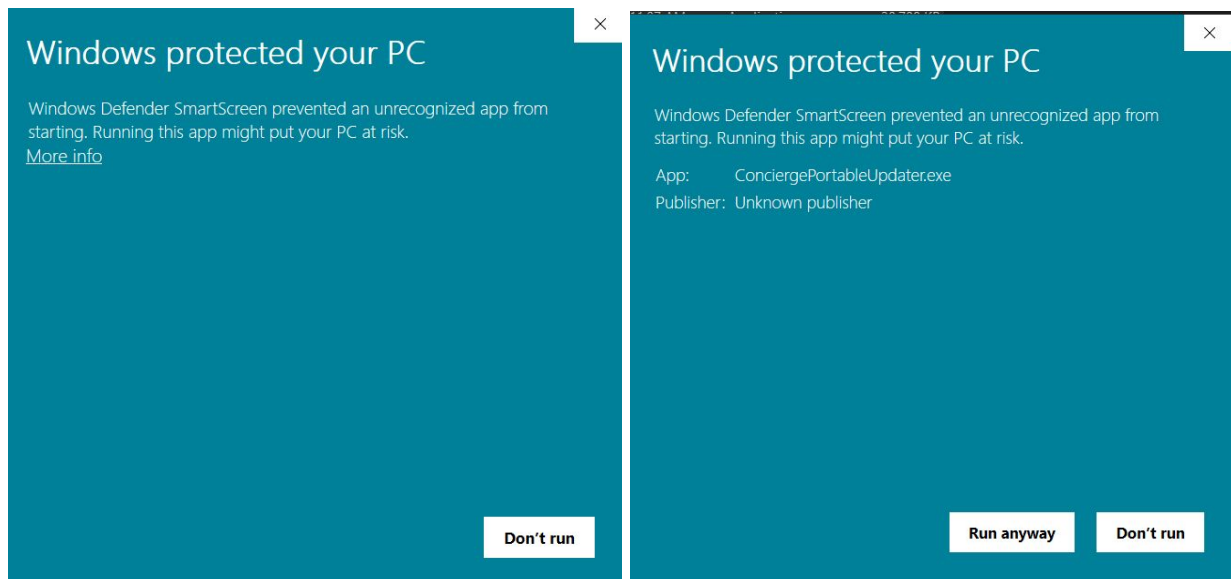 Windows protected your PC
Windows Defender SmartScreen prevented an unrecognized app from
starting. Running this app might put your PC at risk.
More info
Don't run
Windows protected your PC
Windows Defender SmartScreen prevented an unrecognized app from
starting. Running this app might put your PC at risk.
App: ConciergePortableUpdater.exe
Publisher: Unknown publisher
Run anyway Don't run